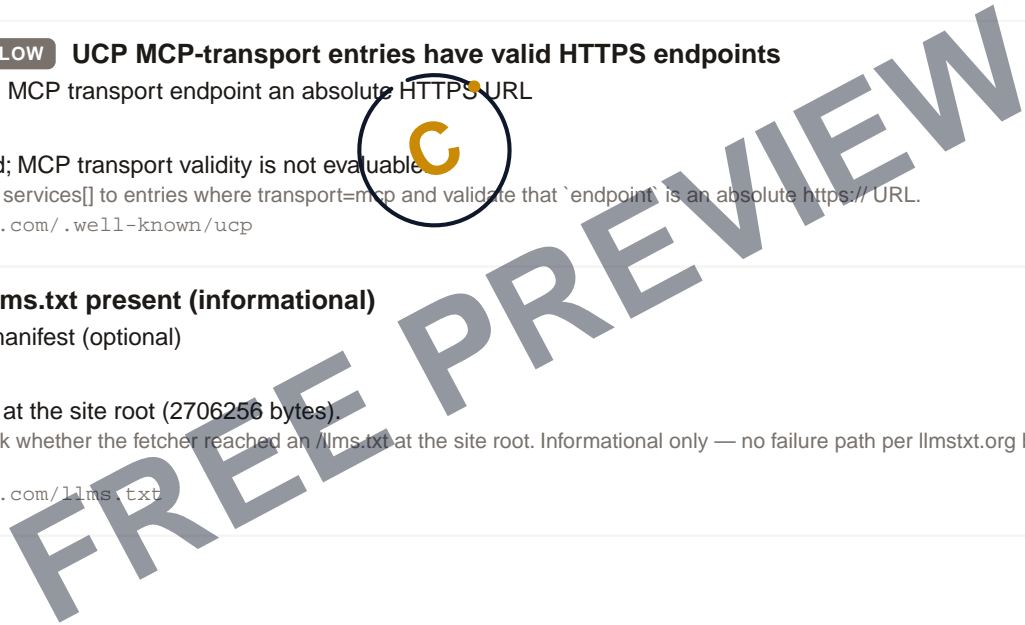 LOW UCP MCP-transport entries have valid HTTPS endpoints
MCP transport endpoint an absolute HTTPS URL
C
d; MCP transport validity is not evaluable.
services[] to entries where transport=mcp and validate that `endpoint` is an absolute https:// URL.
.com/.well-known/ucp
lms.txt present (informational)
manifest (optional)
at the site root (2706256 bytes).
k whether the fetcher reached an /llms.txt at the site root. Informational only — no failure path per llmstxt.org
.com/llms.txt
FREE PREVIEW